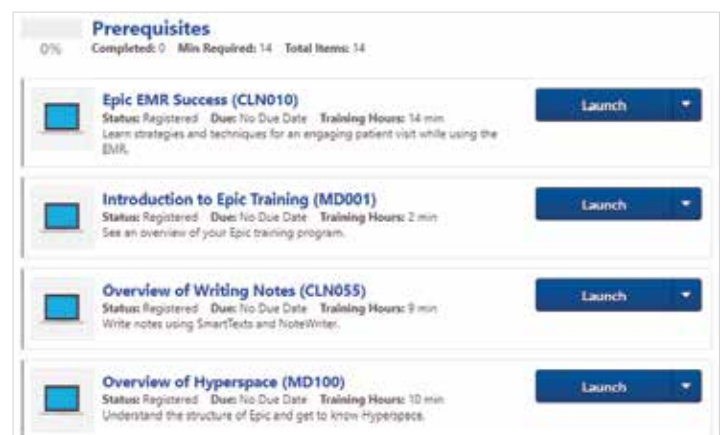 Prerequisites
0%
Completed: 0 Min Required: 14 Total Items: 14
Epic EMR Success (CLN010)
Status: Registered Due: No Due Date Training Hours: 14 min
Learn strategies and techniques for an engaging patient visit while using the
EMR.
Launch
Introduction to Epic Training (MD001)
Status: Registered Due: No Due Date Training Hours: 2 min
See an overview of your Epic training program.
Launch
Overview of Writing Notes (CLN055)
Status: Registered Due: No Due Date Training Hours: 9 min
Write notes using SmartTexts and NoteWriter.
Launch
Overview of Hyperspace (MD100)
Status: Registered Due: No Due Date Training Hours: 10 min
Understand the structure of Epic and get to know Hyperspace.
Launch